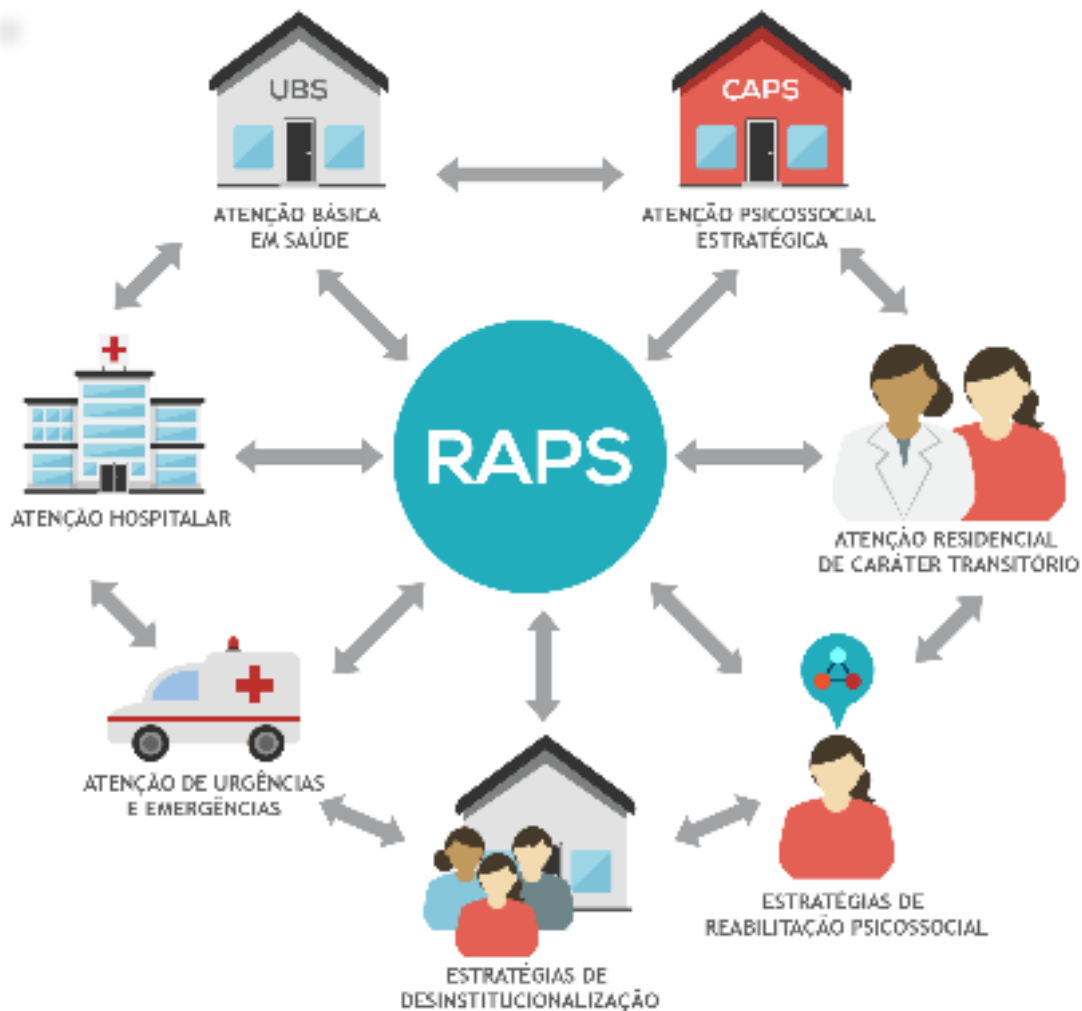 UBS
CAPS
ATENÇÃO BÁSICA
EM SAÚDE
ATENÇÃO PSICOSSOCIAL
ESTRATÉGICA
RAPS
ATENÇÃO HOSPITALAR
ATENÇÃO RESIDENCIAL
DE CARÁTER TRANSITÓRIO
ATENÇÃO DE URGÊNCIAS
E EMERGÊNCIAS
ESTRATÉGIAS DE
REABILITAÇÃO PSICOSSOCIAL
ESTRATÉGIAS DE
DESINSTITUCIONALIZAÇÃO